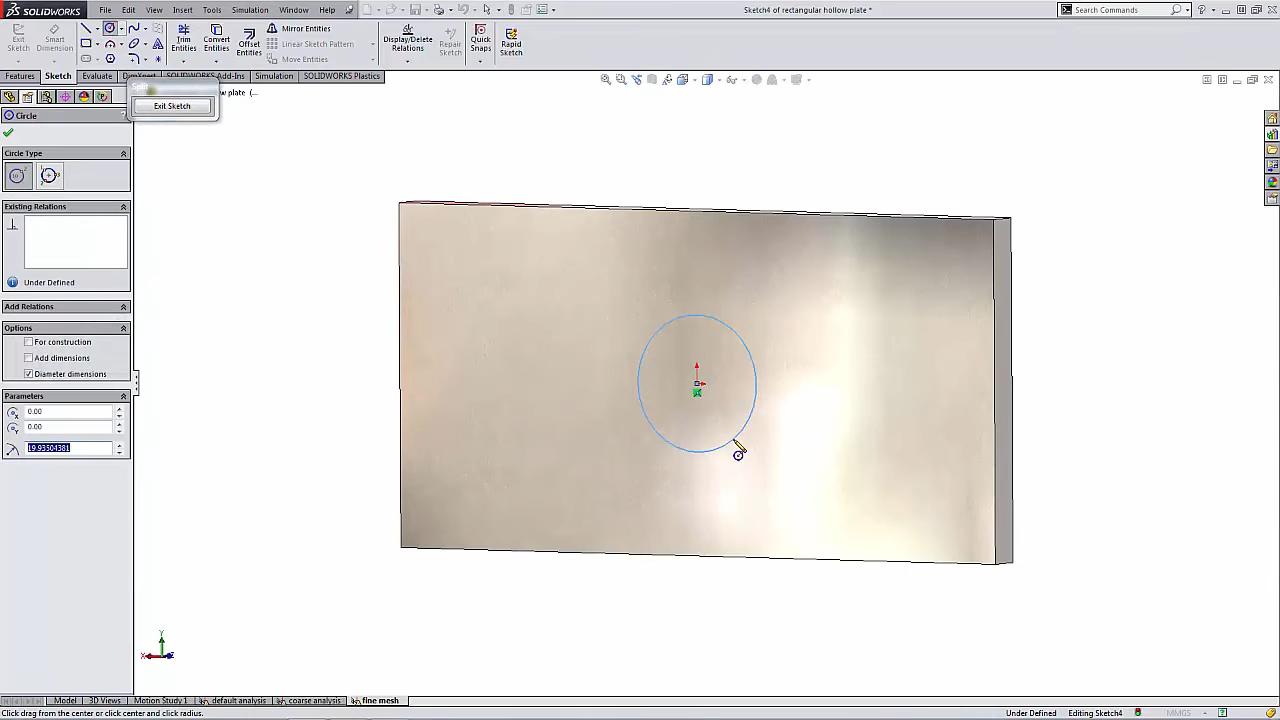 SOLIDWORKS
File Edit View Insert Tools Simulation Window Help
Sketch4 of rectangular hollow plate *
Search Commands
Exit Sketch
Smart Dimension
Trim Entities
Convert Entities
Offset Entities
Mirror Entities
Linear Sketch Pattern
Move Entities
Display/Delete Relations
Repair Sketch
Quick Snaps
Rapid Sketch
Features Sketch Evaluate DimXpert SOLIDWORKS Add-Ins Simulation SOLIDWORKS Plastics
w plate (...
Exit Sketch
Circle
Circle Type
Existing Relations
Under Defined
Add Relations
Options
For construction
Add dimensions
Diameter dimensions
Parameters
0.00
0.00
19.93504381
Y
X
Z
Model 3D Views Motion Study 1 default analysis coarse analysis fine mesh
Click drag from the center or click center and click radius.
Under Defined Editing Sketch4 MMGS